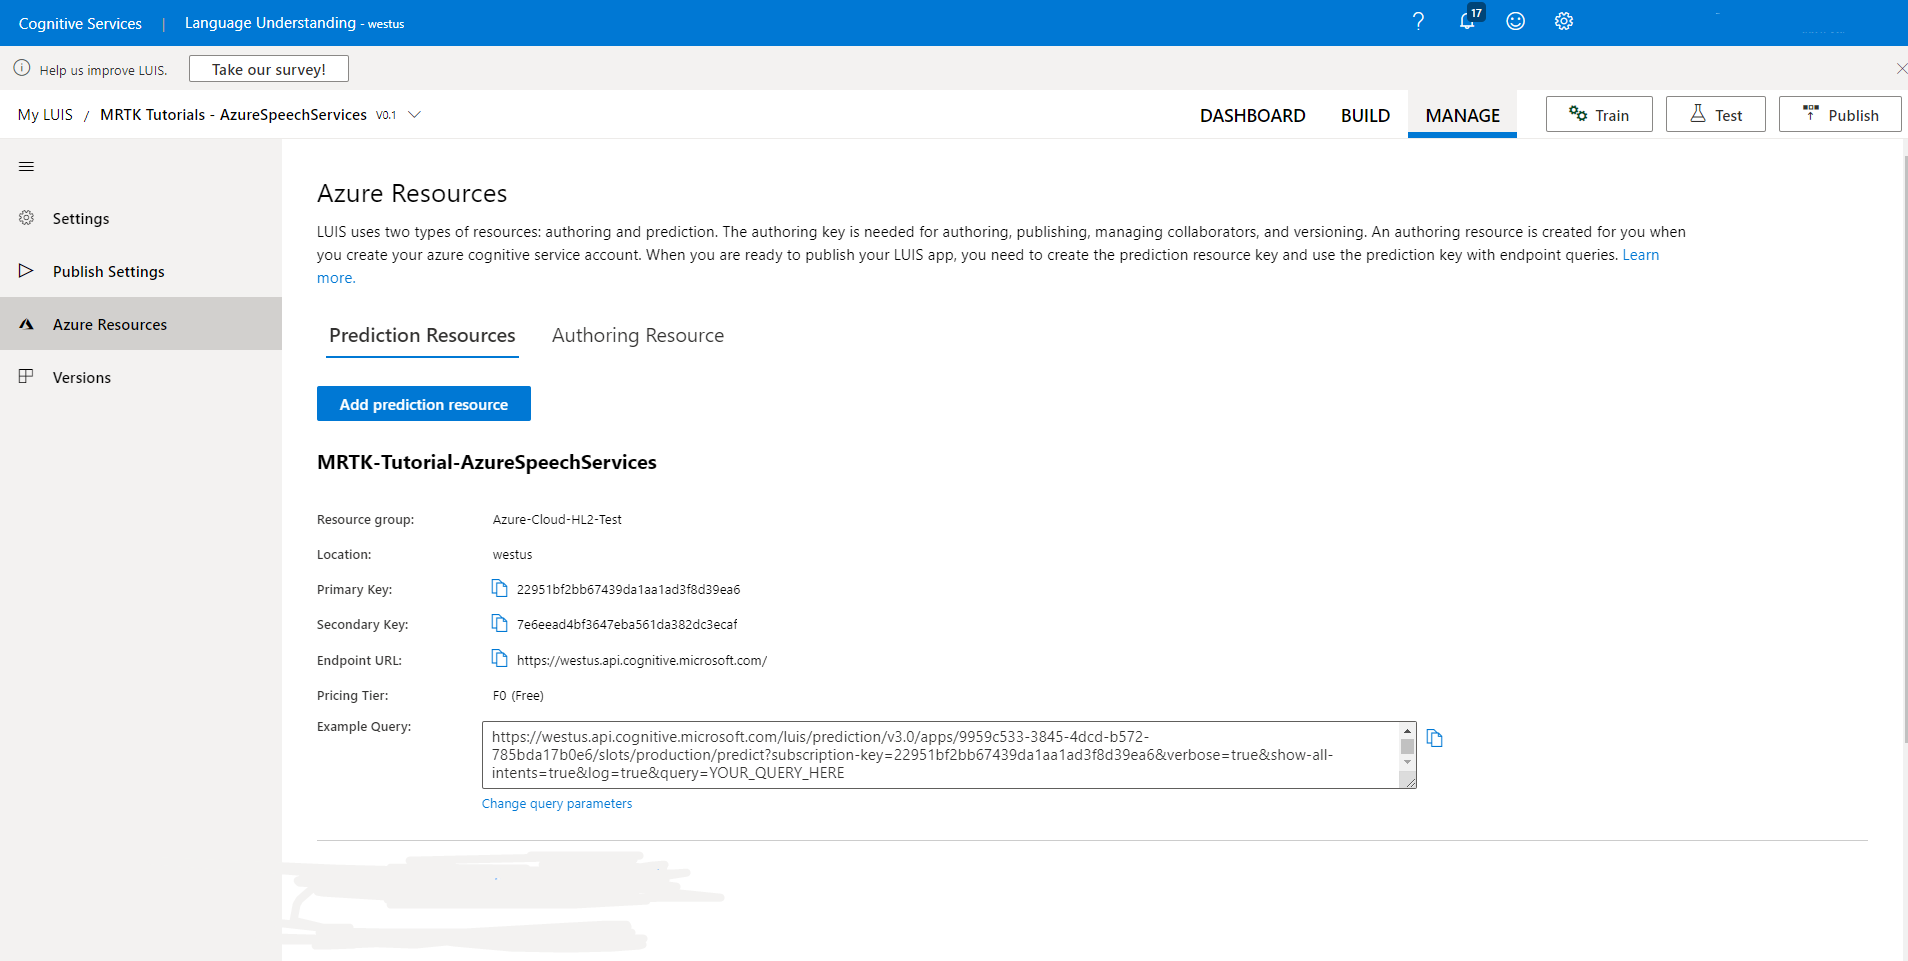 Cognitive Services | Language Understanding - westus
17
Help us improve LUIS. Take our survey!
My LUIS / MRTK Tutorials - AzureSpeechServices V0.1
DASHBOARD BUILD MANAGE Train Test Publish
Settings
Publish Settings
Azure Resources
Versions
Azure Resources
LUIS uses two types of resources: authoring and prediction. The authoring key is needed for authoring, publishing, managing collaborators, and versioning. An authoring resource is created for you when
you create your azure cognitive service account. When you are ready to publish your LUIS app, you need to create the prediction resource key and use the prediction key with endpoint queries. Learn
more.
Prediction Resources Authoring Resource
Add prediction resource
MRTK-Tutorial-AzureSpeechServices
Resource group: Azure-Cloud-HL2-Test
Location: westus
Primary Key: 22951bf2bb67439da1aa1ad3f8d39ea6
Secondary Key: 7e6eead4bf3647eba561da382dc3ecaf
Endpoint URL: https://westus.api.cognitive.microsoft.com/
Pricing Tier: F0 (Free)
Example Query: https://westus.api.cognitive.microsoft.com/luis/prediction/v3.0/apps/9959c533-3845-4dcd-b572-
785bda17b0e6/slots/production/predict?subscription-key=22951bf2bb67439da1aa1ad3f8d39ea6&verbose=true&show-all-
intents=true&log=true&query=YOUR_QUERY_HERE
Change query parameters